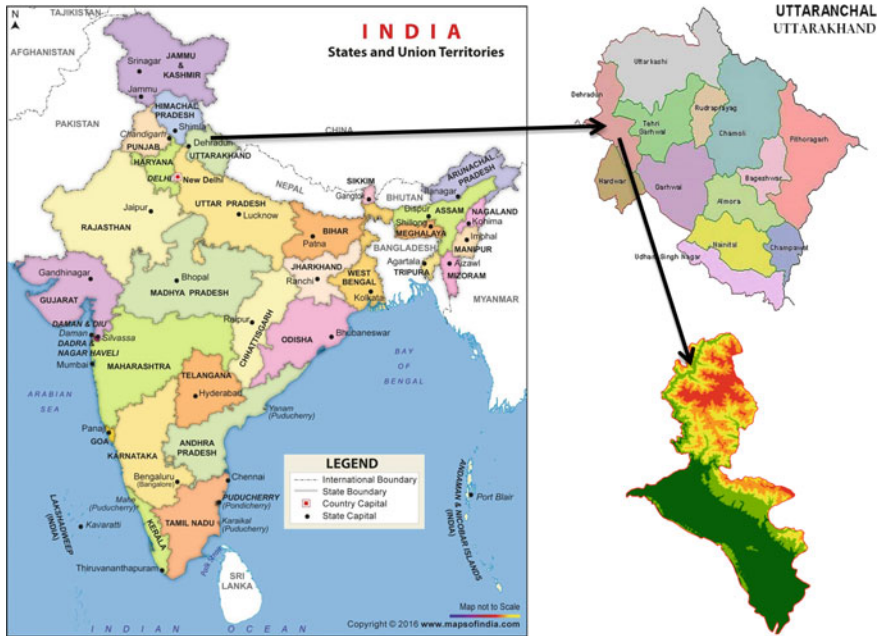 N
INDIA
States and Union Territories
TAJIKISTAN
AFGHANISTAN
PAKISTAN
CHINA
NEPAL
BHUTAN
BANGLADESH
MYANMAR
SRI
LANKA
JAMMU
&
KASHMIR
Srinagar
Jammu
HIMACHAL
PRADESH
Shimla
Chandigarh
PUNJAB
Dehradun
UTTARAKHAND
HARYANA
DELHI
New Delhi
RAJASTHAN
Jaipur
UTTAR PRADESH
Lucknow
BIHAR
Patna
SIKKIM
Gangtok
ARUNACHAL
PRADESH
Itanagar
Dispur
ASSAM
NAGALAND
Kohima
Shillong
MEGHALAYA
Imphal
MANIPUR
Agartala
TRIPURA
Aizawl
MIZORAM
JHARKHAND
Ranchi
WEST
BENGAL
Kolkata
Gandhinagar
GUJARAT
Bhopal
MADHYA PRADESH
Raipur
CHHATTISGARH
ODISHA
Bhubaneswar
DAMAN & DIU
Daman
Silvassa
DADRA &
NAGAR HAVELI
Mumbai
MAHARASHTRA
TELANGANA
Hyderabad
Yanam
(Puducherry)
ARABIAN
SEA
BAY
OF
BENGAL
Panaji
GOA
KARNATAKA
ANDHRA
PRADESH
Bengaluru
(Bangalore)
Chennai
Mahe
(Puducherry)
PUDUCHERRY
(Pondicherry)
Karaikal
(Puducherry)
TAMIL NADU
KERALA
Thiruvananthapuram
Palk Strait
LAKSHADWEEP
(INDIA)
Kavaratti
ANDAMAN & NICOBAR ISLANDS
(INDIA)
Port Blair
LEGEND
International Boundary
State Boundary
Country Capital
State Capital
INDIAN OCEAN
Map not to Scale
Copyright © 2016 www.mapsofindia.com
UTTARANCHAL
UTTARAKHAND
Uttarkashi
Dehradun
Tehri
Garhwal
Rudraprayag
Chamoli
Pithoragarh
Hardwar
Garhwal
Bageshwar
Almora
Nainital
Champawat
Udham Singh Nagar